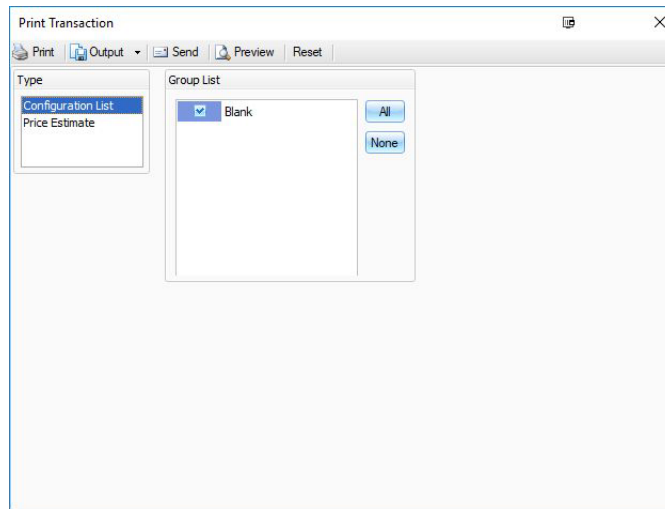 Print Transaction
Print Output Send Preview Reset
Type
Configuration List
Price Estimate
Group List
Blank
All
None